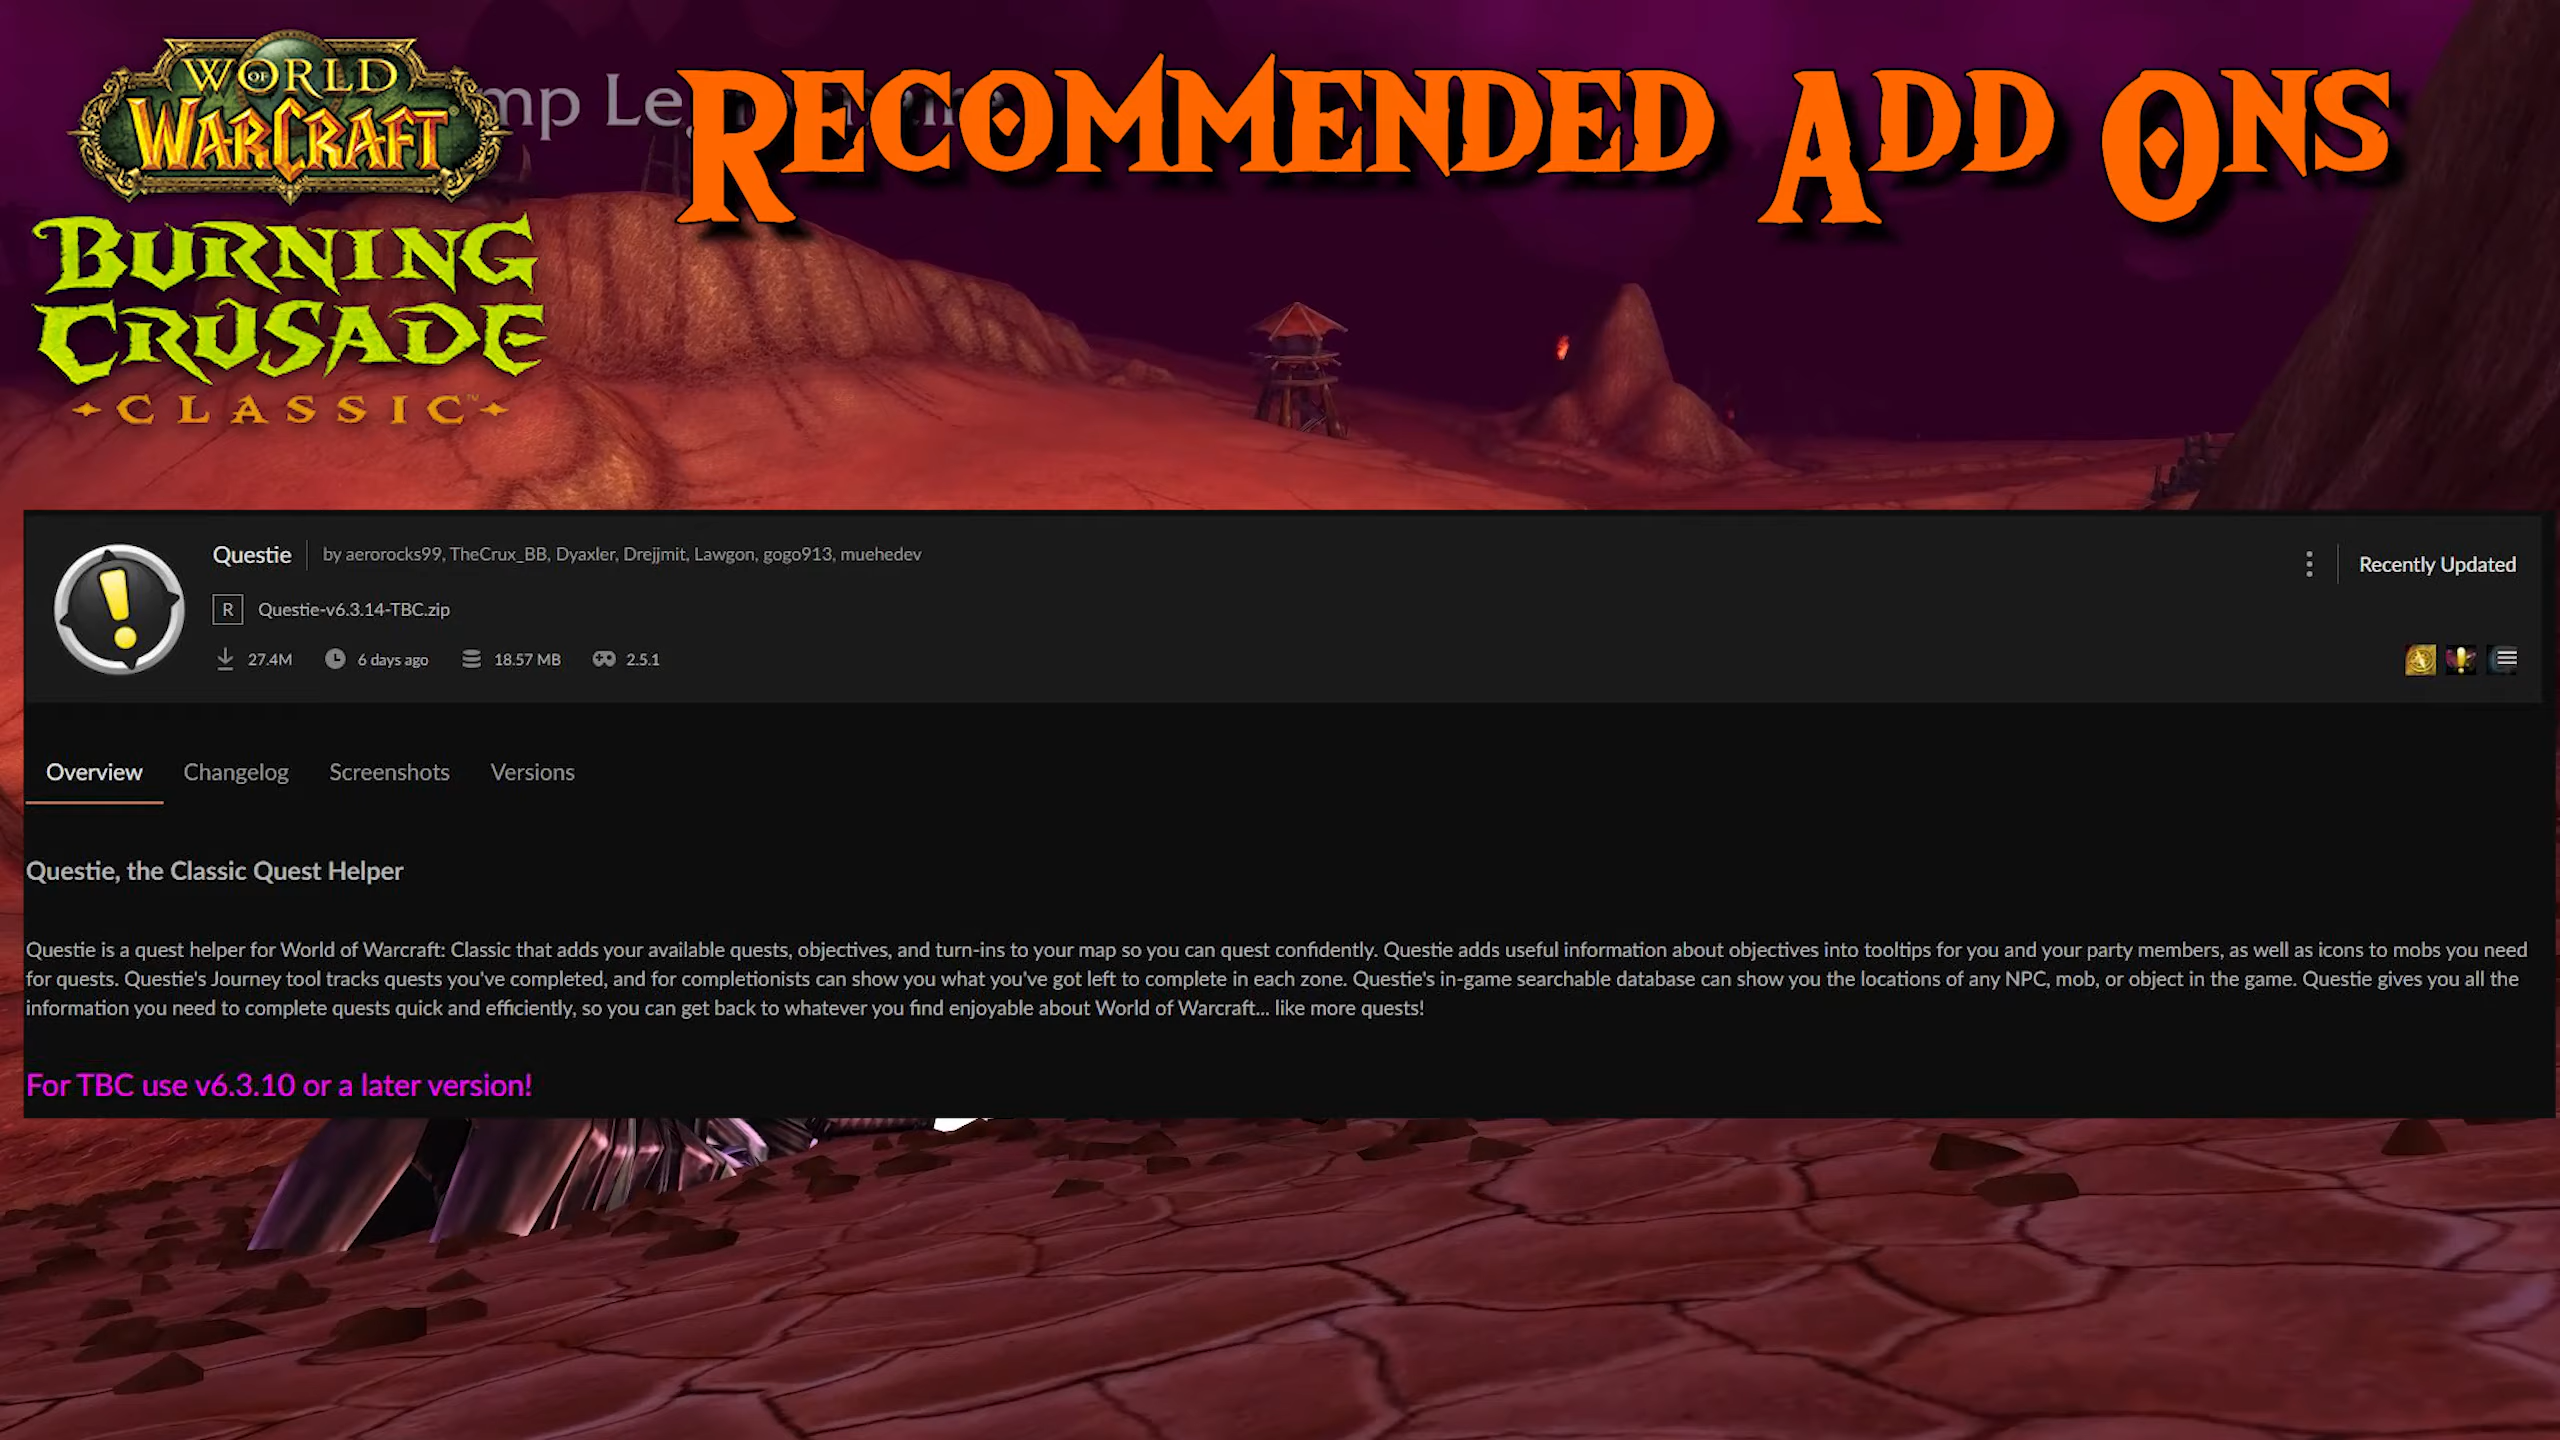 WORLD OF WARCRAFT
BURNING CRUSADE
CLASSIC™
mp Le
RECOMMENDED ADD ONS
Questie
by aerorocks99, TheCrux_BB, Dyaxler, Drejjmit, Lawgon, gogo913, muehedev
Recently Updated
R Questie-v6.3.14-TBC.zip
27.4M 6 days ago 18.57 MB 2.5.1
Overview Changelog Screenshots Versions
Questie, the Classic Quest Helper
Questie is a quest helper for World of Warcraft: Classic that adds your available quests, objectives, and turn-ins to your map so you can quest confidently. Questie adds useful information about objectives into tooltips for you and your party members, as well as icons to mobs you need
for quests. Questie's Journey tool tracks quests you've completed, and for completionists can show you what you've got left to complete in each zone. Questie's in-game searchable database can show you the locations of any NPC, mob, or object in the game. Questie gives you all the
information you need to complete quests quick and efficiently, so you can get back to whatever you find enjoyable about World of Warcraft... like more quests!
For TBC use v6.3.10 or a later version!